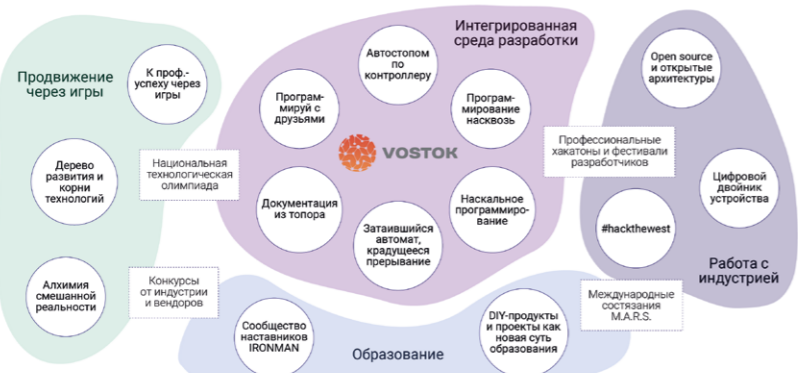 Продвижение
через игры
К проф.-
успеху через
игры
Дерево
развития и
корни
технологий
Алхимия
смешанной
реальности
Национальная
технологическая
олимпиада
Конкурсы
от индустрии
и вендоров
Интегрированная
среда разработки
Автостопом
по
контроллеру
Програм-
мируй с
друзьями
Програм-
мирование
насквозь
VOSTOK
Документация
из топора
Затаившийся
автомат,
крадущееся
прерывание
Наскальное
программиро-
вание
Профессиональные
хакатоны и фестивали
разработчиков
Open source
и открытые
архитектуры
Цифровой
двойник
устройства
#hackthewest
Работа с
индустрией
Международные
состязания
M.A.R.S.
Сообщество
наставников
IRONMAN
Образование
DIY-продукты
и проекты как
новая суть
образования